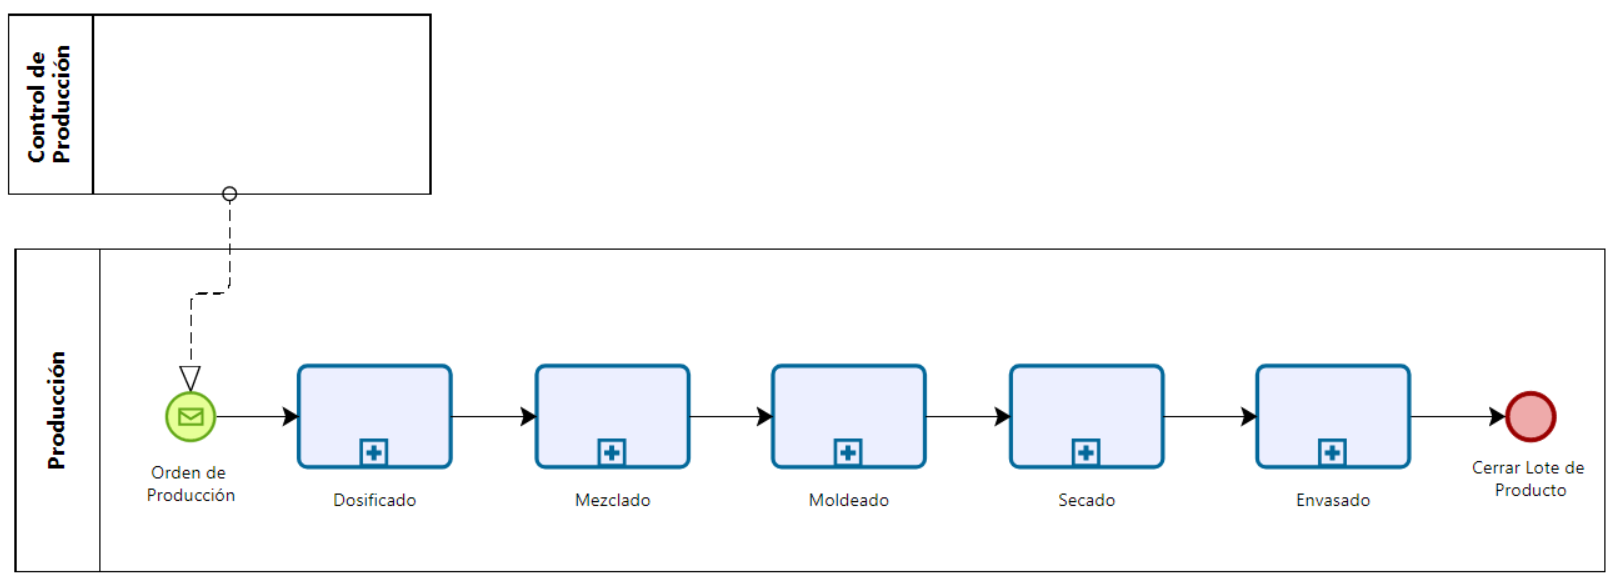 Control de
Producción
Producción
Orden de
Producción
Dosificado
Mezclado
Moldeado
Secado
Envasado
Cerrar Lote de
Producto